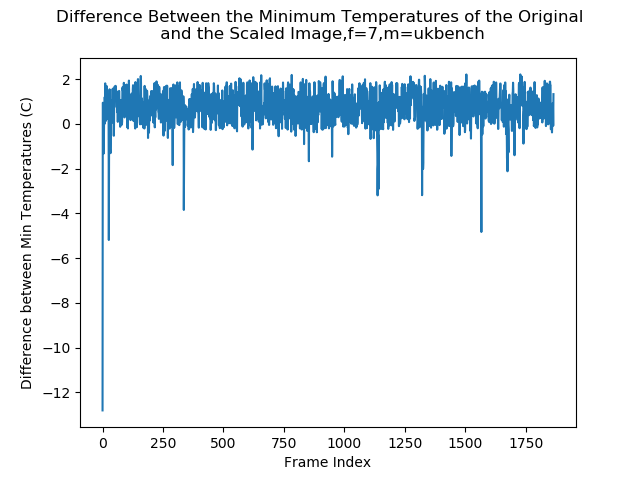 Difference Between the Minimum Temperatures of the Original
and the Scaled Image,f=7,m=ukbench
Difference between Min Temperatures (C)
2
0
−2
−4
−6
−8
−10
−12
0 250 500 750 1000 1250 1500 1750
Frame Index